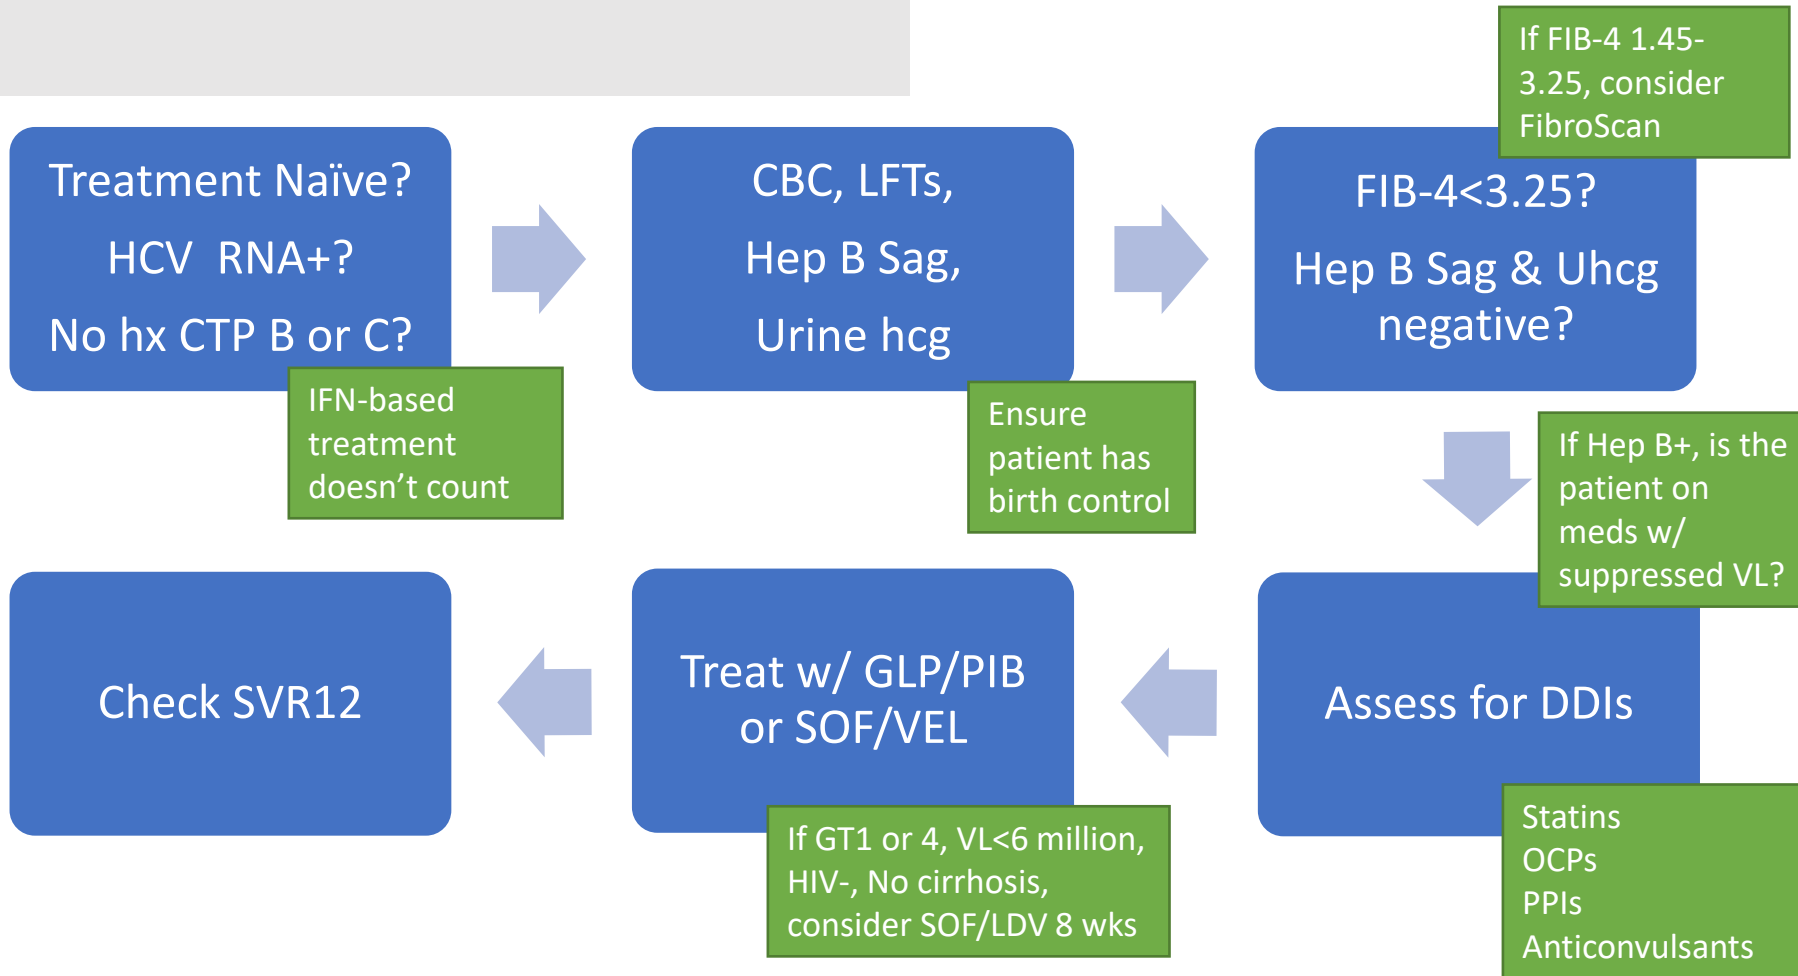 Treatment Naïve?
HCV RNA+?
No hx CTP B or C?
IFN-based
treatment
doesn’t count
CBC, LFTs,
Hep B Sag,
Urine hcg
Ensure
patient has
birth control
If FIB-4 1.45-
3.25, consider
FibroScan
FIB-4<3.25?
Hep B Sag & Uhcg
negative?
If Hep B+, is the
patient on
meds w/
suppressed VL?
Assess for DDIs
Statins
OCPs
PPIs
Anticonvulsants
Treat w/ GLP/PIB
or SOF/VEL
If GT1 or 4, VL<6 million,
HIV-, No cirrhosis,
consider SOF/LDV 8 wks
Check SVR12